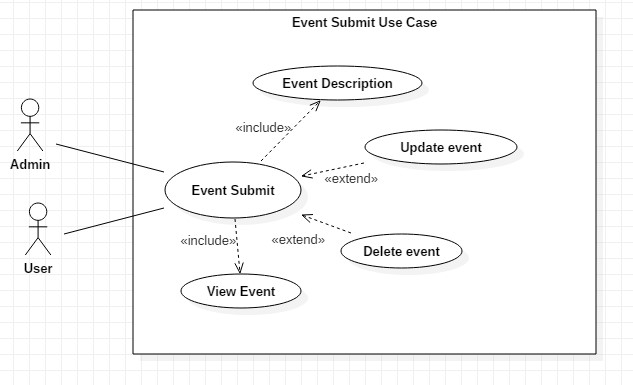 Event Submit Use Case
Event Description
«include»
Admin
Update event
«extend»
Event Submit
User
«include»
«extend»
Delete event
View Event